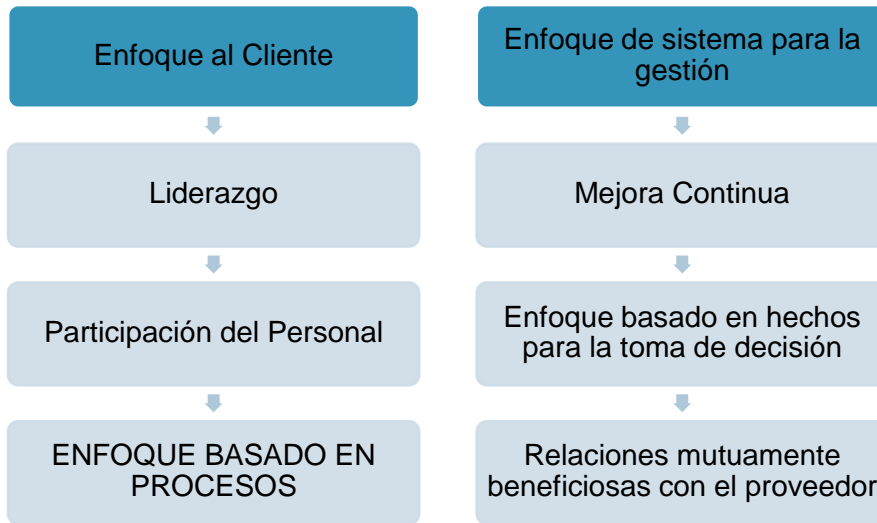 Enfoque al Cliente
Liderazgo
Participación del Personal
ENFOQUE BASADO EN
PROCESOS
Enfoque de sistema para la
gestión
Mejora Continua
Enfoque basado en hechos
para la toma de decisión
Relaciones mutuamente
beneficiosas con el proveedor